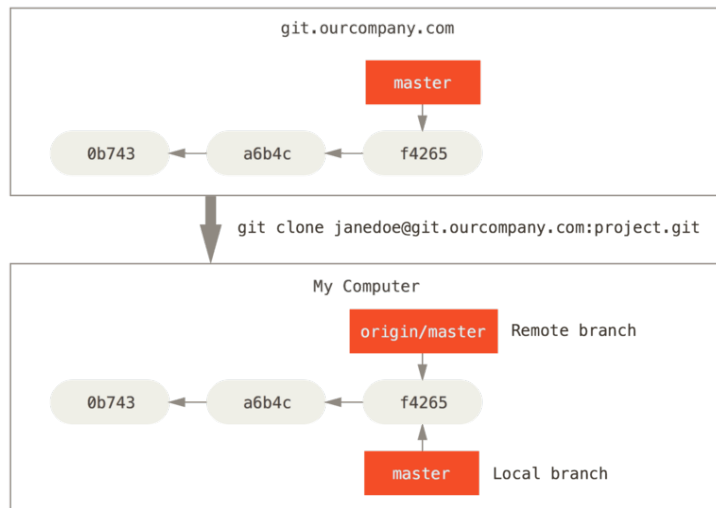 git.ourcompany.com
master
0b743 a6b4c f4265
git clone janedoe@git.ourcompany.com:project.git
My Computer
origin/master Remote branch
0b743 a6b4c f4265
master Local branch